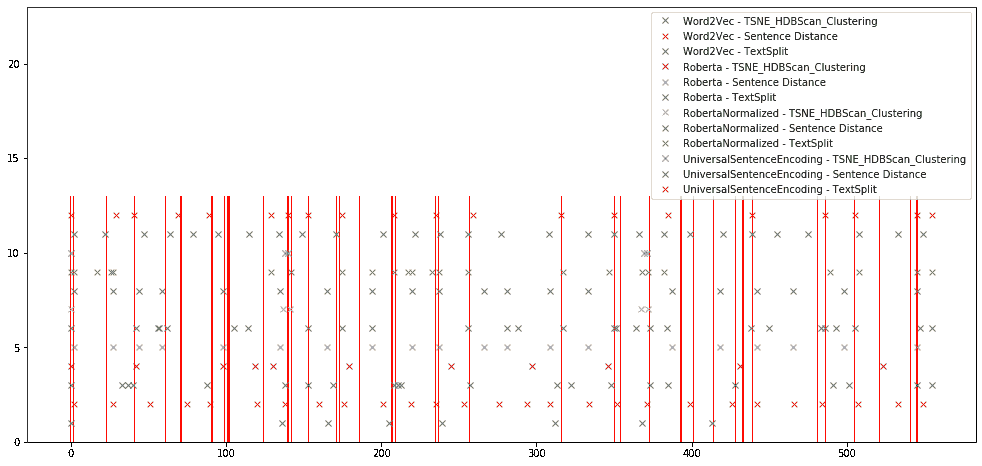 Word2Vec - TSNE_HDBScan_Clustering
Word2Vec - Sentence Distance
Word2Vec - TextSplit
Roberta - TSNE_HDBScan_Clustering
Roberta - Sentence Distance
Roberta - TextSplit
RobertaNormalized - TSNE_HDBScan_Clustering
RobertaNormalized - Sentence Distance
RobertaNormalized - TextSplit
UniversalSentenceEncoding - TSNE_HDBScan_Clustering
UniversalSentenceEncoding - Sentence Distance
UniversalSentenceEncoding - TextSplit
20
15
10
5
0
0 100 200 300 400 500